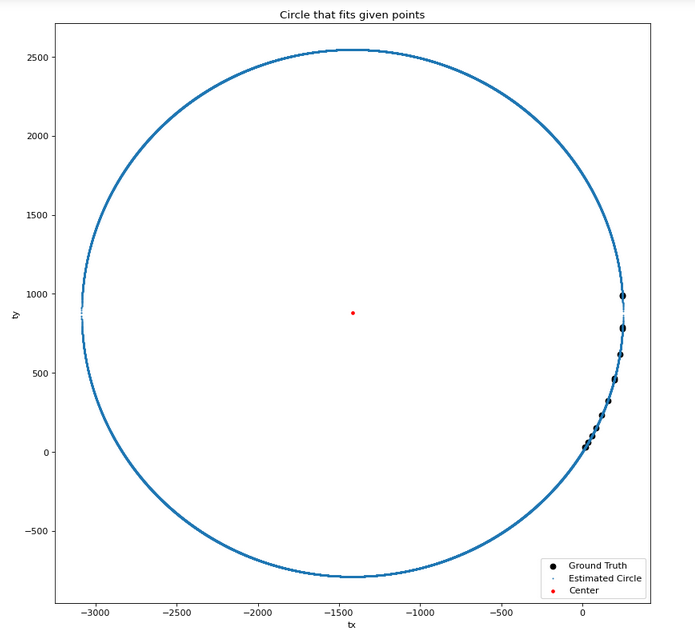 Circle that fits given points
2500
2000
1500
1000
500
0
−500
ty
−3000 −2500 −2000 −1500 −1000 −500 0
tx
Ground Truth
Estimated Circle
Center